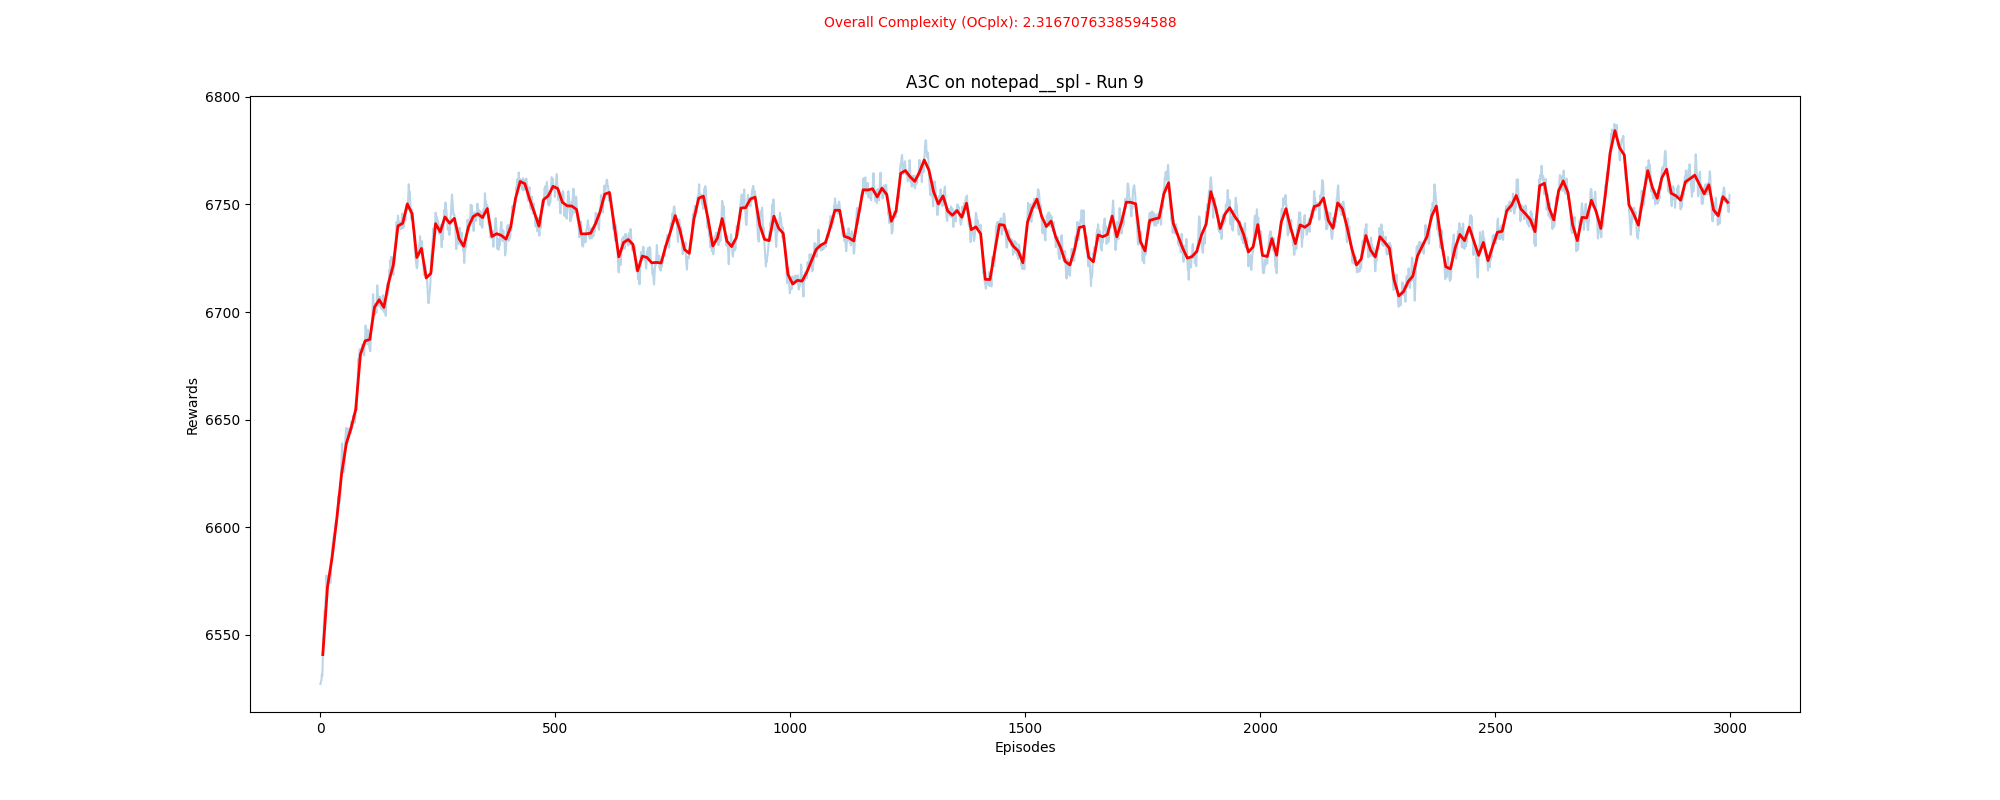 Overall Complexity (OCplx): 2.3167076338594588
A3C on notepad__spl - Run 9
6800
6750
6700
6650
6600
6550
Rewards
0 500 1000 1500 2000 2500 3000
Episodes